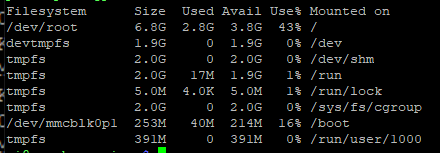 Filesystem Size Used Avail Use% Mounted on
/dev/root 6.8G 2.8G 3.8G 43% /
devtmpfs 1.9G 0 1.9G 0% /dev
tmpfs 2.0G 0 2.0G 0% /dev/shm
tmpfs 2.0G 17M 1.9G 1% /run
tmpfs 5.0M 4.0K 5.0M 1% /run/lock
tmpfs 2.0G 0 2.0G 0% /sys/fs/cgroup
/dev/mmcblk0p1 253M 40M 214M 16% /boot
tmpfs 391M 0 391M 0% /run/user/1000